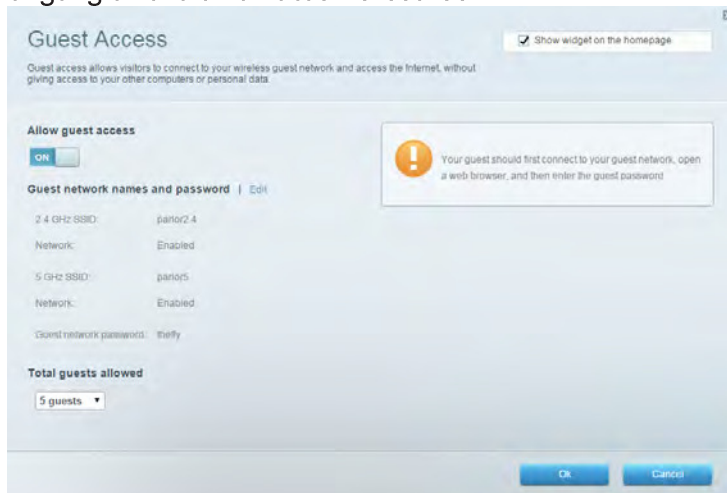 Guest Access
Show widget on the homepage
Guest access allows visitors to connect to your wireless guest network and access the Internet, without
giving access to your other computers or personal data
Allow guest access
ON
Your guest should first connect to your guest network, open
a web browser, and then enter the guest password
Guest network names and password | Edit
2.4 GHz SSID: parlor2.4
Network: Enabled
5 GHz SSID: parlor5
Network: Enabled
Guest network password:
Total guests allowed
5 guests
Ok Cancel